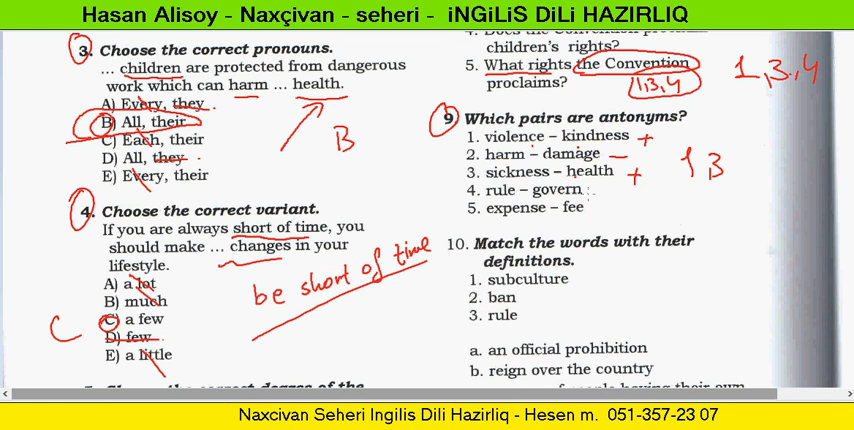 Hasan Alisoy - Naxçivan - seheri - iNGiLiS DiLi HAZIRLIQ
3. Choose the correct pronouns.
... children are protected from dangerous
work which can harm ... health.
A) Every, they
B) All, their
C) Each, their
D) All, they
E) Every, their
B
4. Choose the correct variant.
If you are always short of time, you
should make ... changes in your
lifestyle.
A) a lot
B) much
C) a few
D) few
E) a little
C
be short of time
children's rights?
5. What rights the Convention
proclaims?
1,3,4
1,3,4
9. Which pairs are antonyms?
1. violence – kindness +
2. harm – damage –
3. sickness – health +
4. rule – govern
5. expense – fee
1,3
10. Match the words with their
definitions.
1. subculture
2. ban
3. rule
a. an official prohibition
b. reign over the country
Naxcivan Seheri Ingilis Dili Hazirliq - Hesen m. 051-357-23 07